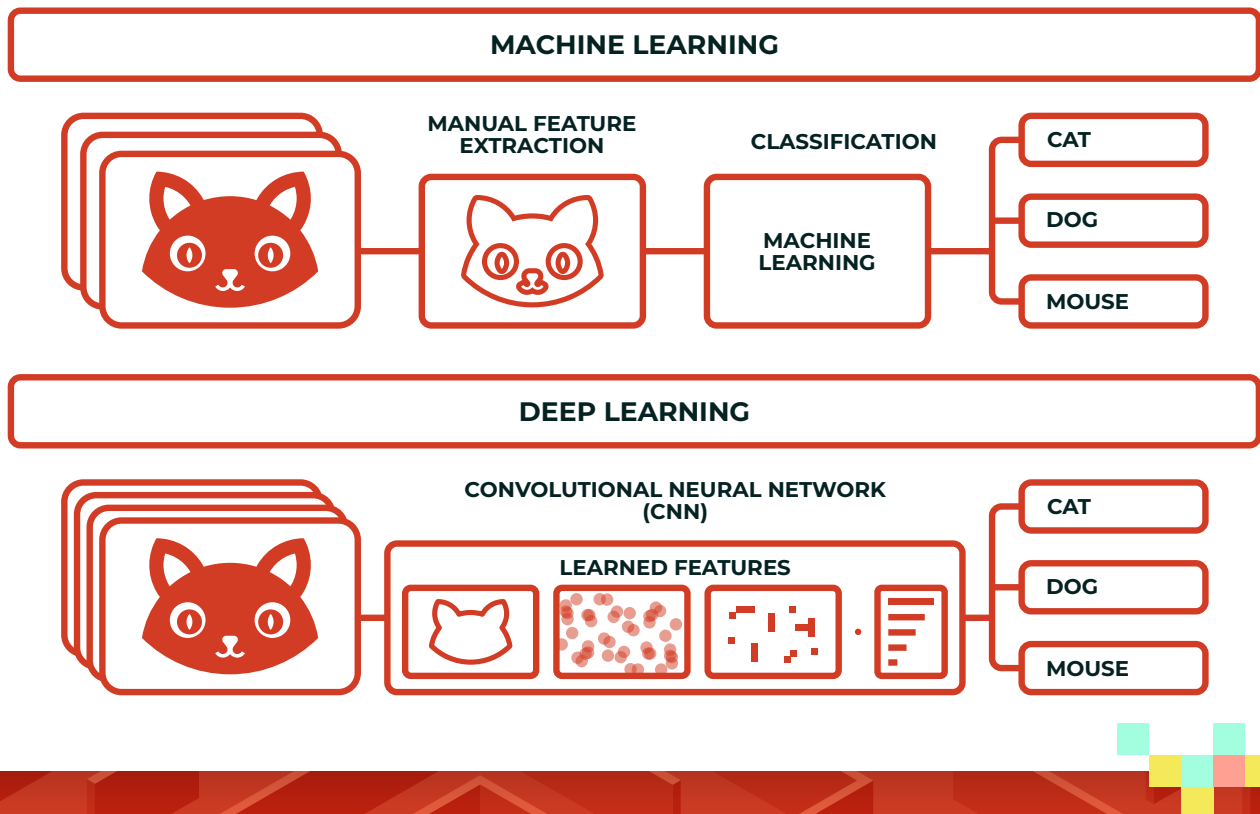 MACHINE LEARNING
MANUAL FEATURE
EXTRACTION
CLASSIFICATION
MACHINE
LEARNING
CAT
DOG
MOUSE
DEEP LEARNING
CONVOLUTIONAL NEURAL NETWORK
(CNN)
LEARNED FEATURES
CAT
DOG
MOUSE